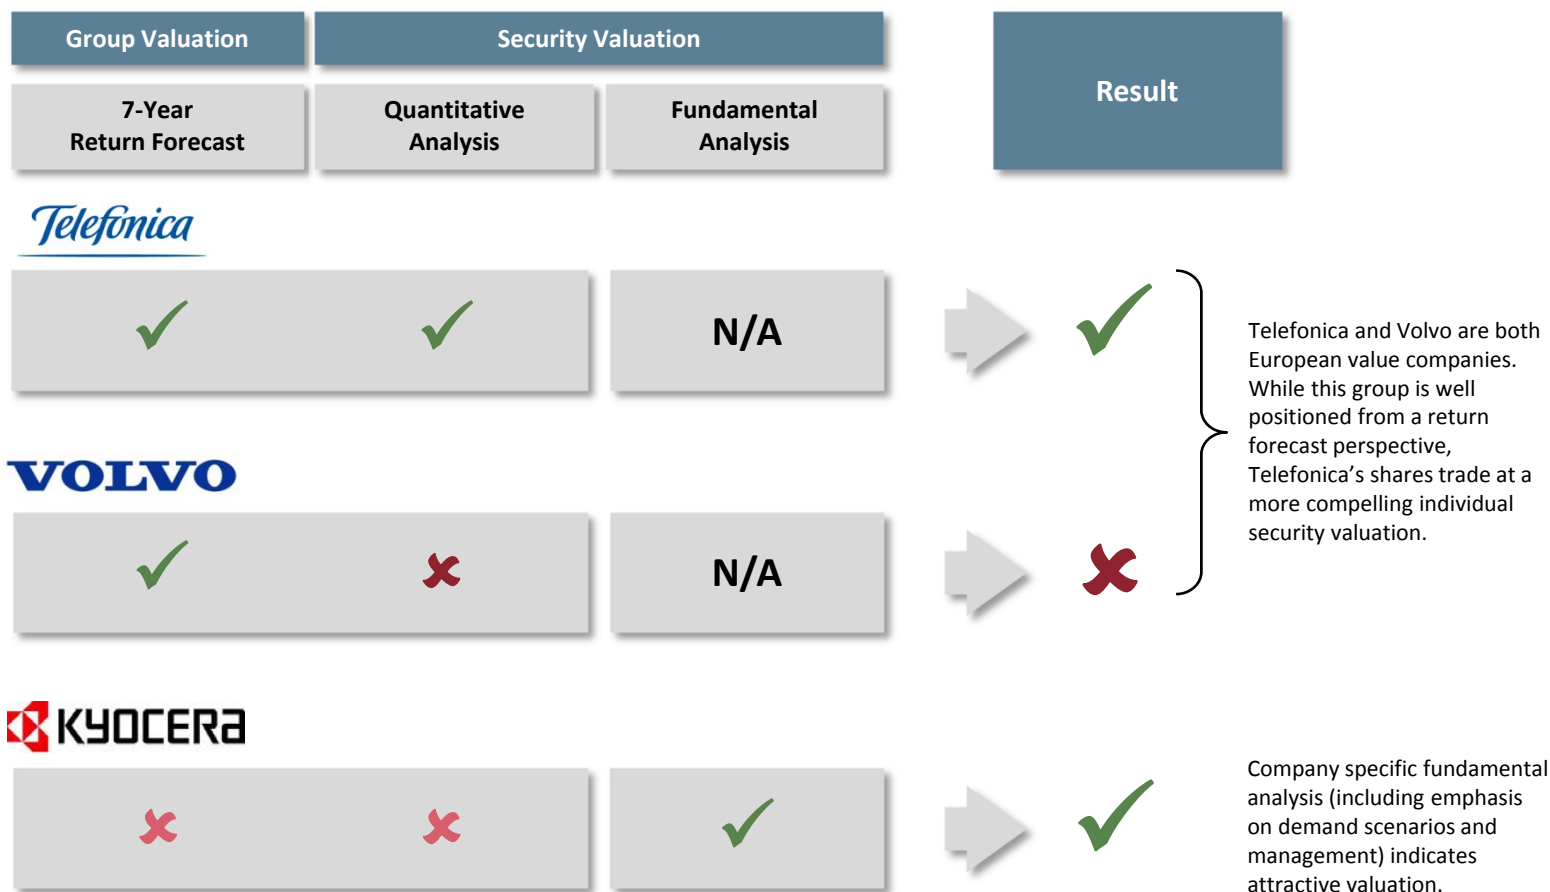 Group Valuation
Security Valuation
Result
7-Year
Return Forecast
Quantitative
Analysis
Fundamental
Analysis
Telefónica
N/A
Telefonica and Volvo are both
European value companies.
While this group is well
positioned from a return
forecast perspective,
Telefonica’s shares trade at a
more compelling individual
security valuation.
VOLVO
N/A
KYOCERA
Company specific fundamental
analysis (including emphasis
on demand scenarios and
management) indicates
attractive valuation.